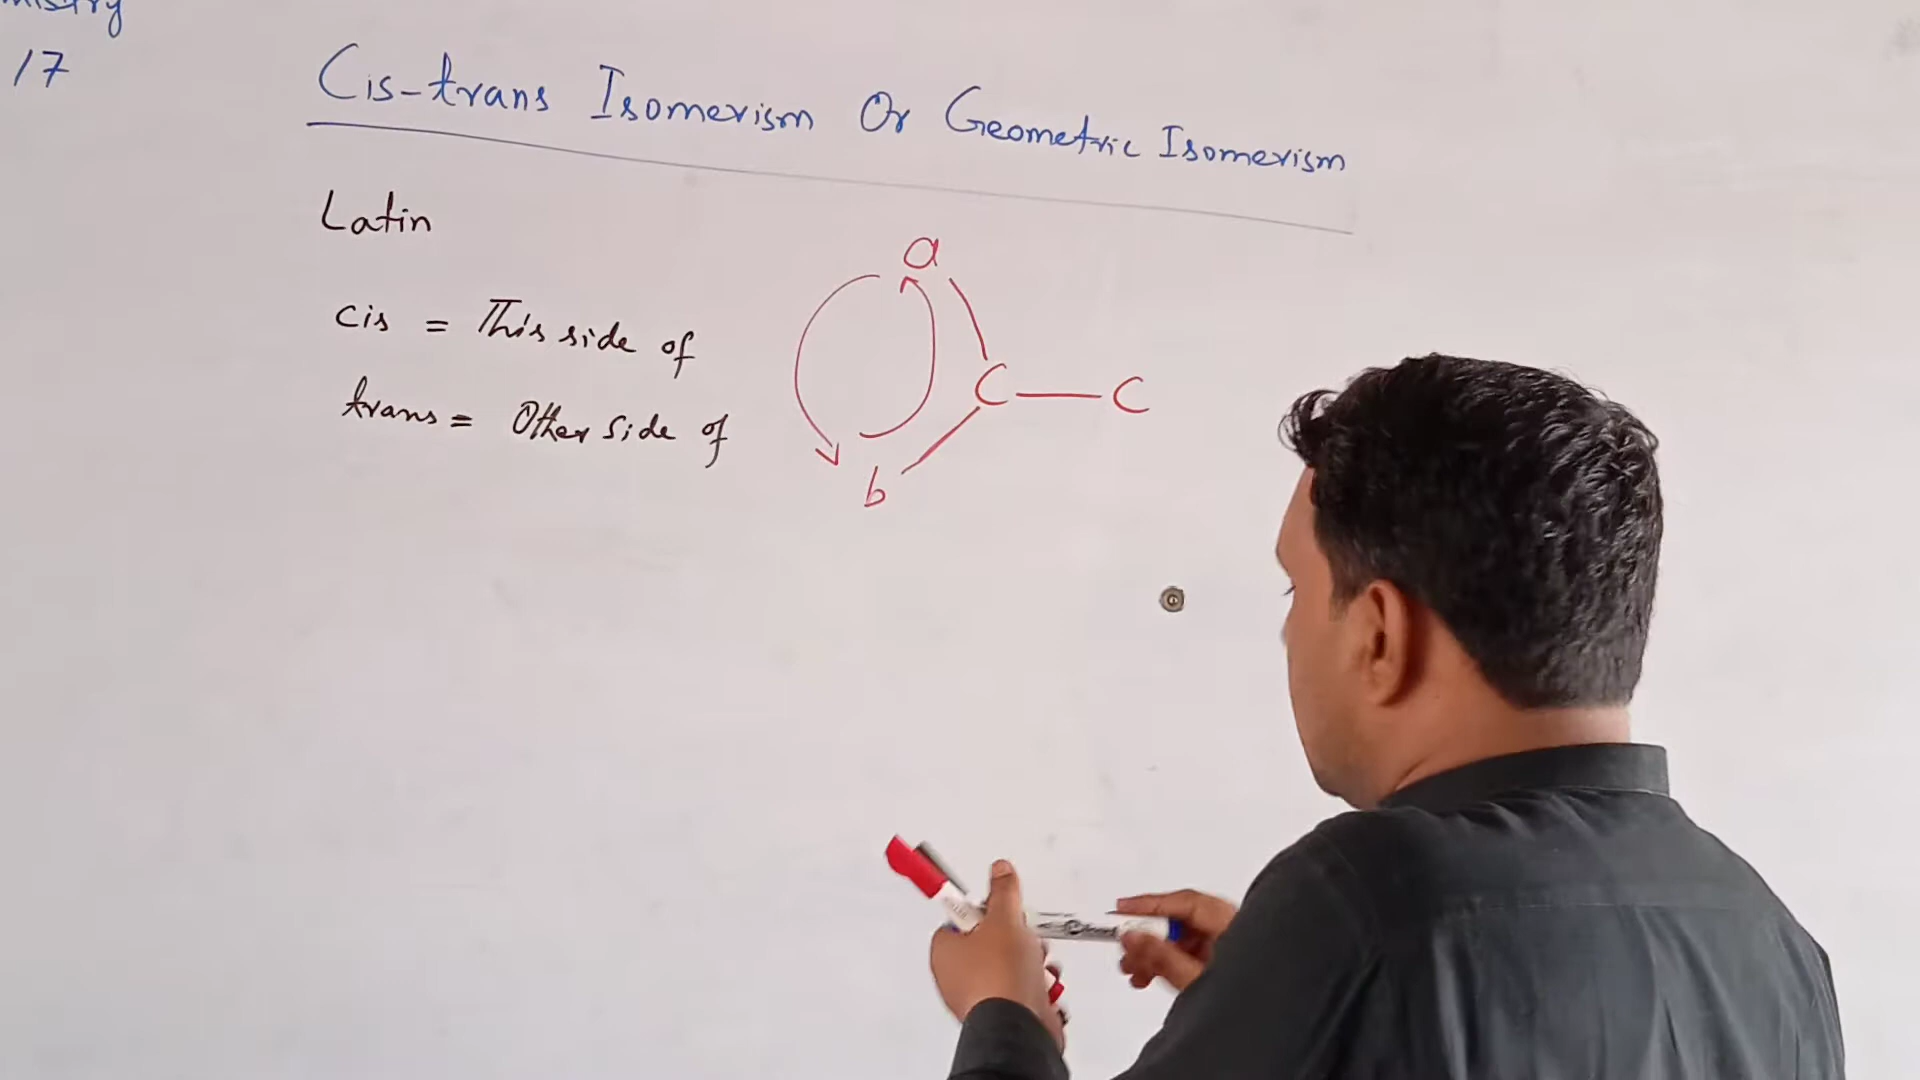 17
Cis-trans Isomerism Or Geometric Isomerism
Latin
cis = This side of
trans = Other side of
a
C — C
b